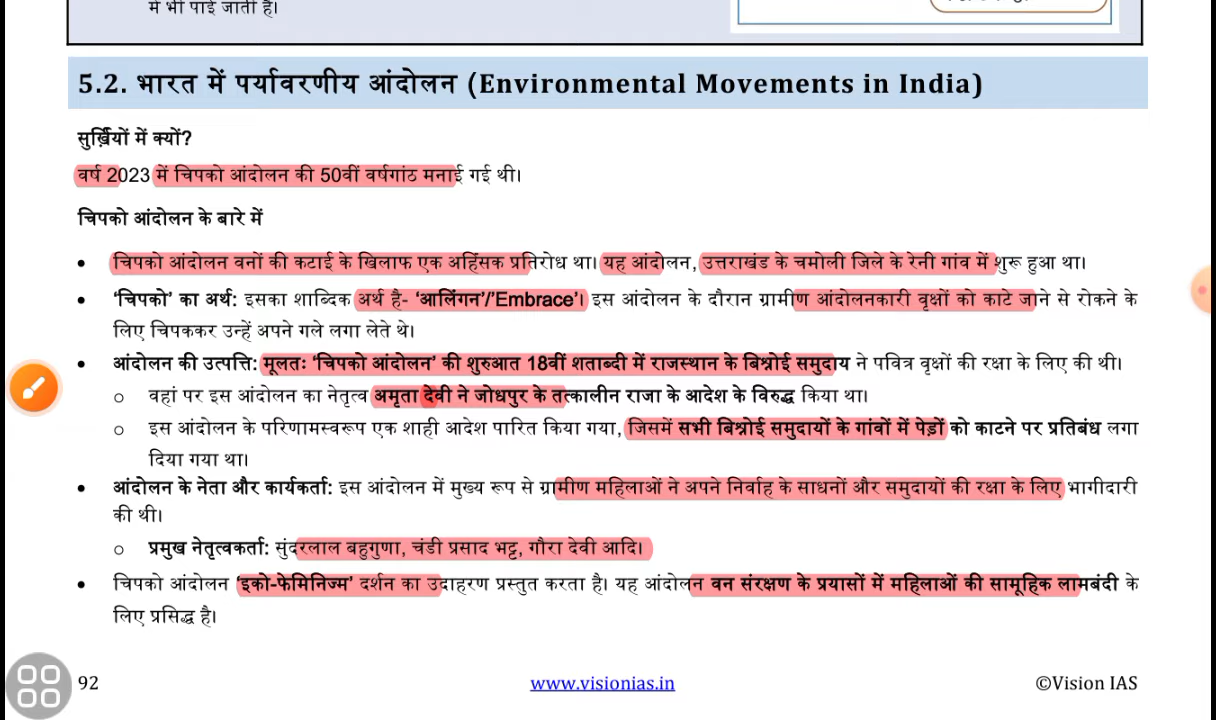 में भी पाई जाती है।
5.2. भारत में पर्यावरणीय आंदोलन (Environmental Movements in India)
सुर्ख़ियों में क्यों?
वर्ष 2023 में चिपको आंदोलन की 50वीं वर्षगांठ मनाई गई थी।
चिपको आंदोलन के बारे में
• चिपको आंदोलन वनों की कटाई के खिलाफ एक अहिंसक प्रतिरोध था। यह आंदोलन, उत्तराखंड के चमोली जिले के रेनी गांव में शुरू हुआ था।
• 'चिपको' का अर्थ: इसका शाब्दिक अर्थ है- 'आलिंगन'/'Embrace'। इस आंदोलन के दौरान ग्रामीण आंदोलनकारी वृक्षों को काटे जाने से रोकने के
लिए चिपककर उन्हें अपने गले लगा लेते थे।
• आंदोलन की उत्पत्ति: मूलतः 'चिपको आंदोलन' की शुरुआत 18वीं शताब्दी में राजस्थान के बिश्नोई समुदाय ने पवित्र वृक्षों की रक्षा के लिए की थी।
o वहां पर इस आंदोलन का नेतृत्व अमृता देवी ने जोधपुर के तत्कालीन राजा के आदेश के विरुद्ध किया था।
o इस आंदोलन के परिणामस्वरूप एक शाही आदेश पारित किया गया, जिसमें सभी बिश्नोई समुदायों के गांवों में पेड़ों को काटने पर प्रतिबंध लगा
दिया गया था।
• आंदोलन के नेता और कार्यकर्ता: इस आंदोलन में मुख्य रूप से ग्रामीण महिलाओं ने अपने निर्वाह के साधनों और समुदायों की रक्षा के लिए भागीदारी
की थी।
o प्रमुख नेतृत्वकर्ता: सुंदरलाल बहुगुणा, चंडी प्रसाद भट्ट, गौरा देवी आदि।
• चिपको आंदोलन 'इको-फेमिनिज्म' दर्शन का उदाहरण प्रस्तुत करता है। यह आंदोलन वन संरक्षण के प्रयासों में महिलाओं की सामूहिक लामबंदी के
लिए प्रसिद्ध है।
92 www.visionias.in ©Vision IAS